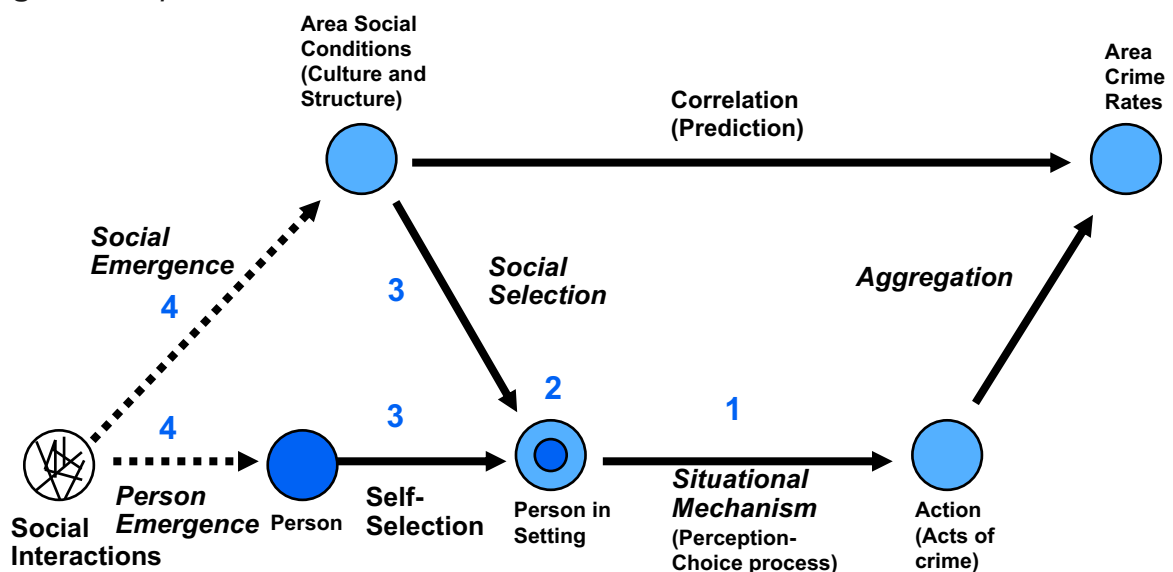 Area Social
Conditions
(Culture and
Structure)
Area
Crime
Rates
Correlation
(Prediction)
Social
Emergence
4
3
Social
Selection
Aggregation
4
3
2
1
Person
Emergence
Person
Self-
Selection
Person in
Setting
Situational
Mechanism
(Perception-
Choice process)
Action
(Acts of
crime)
Social
Interactions